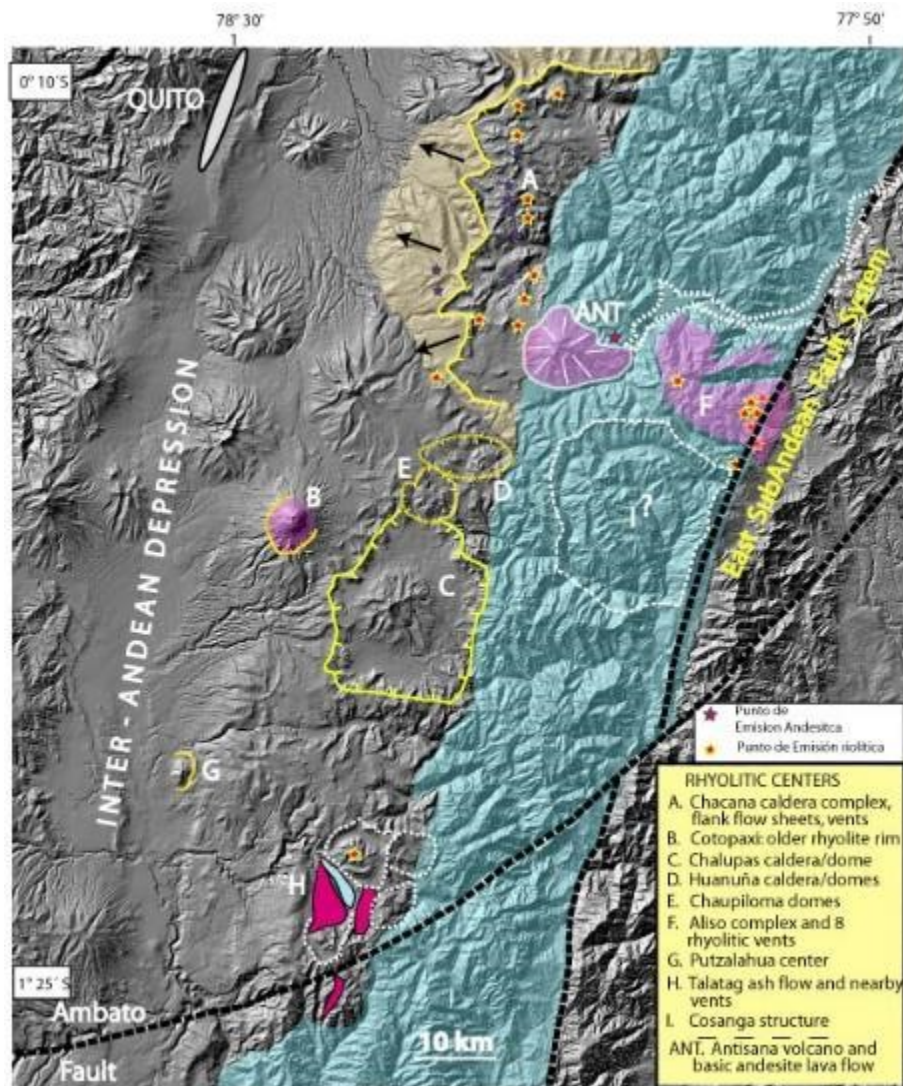 78° 30'
77° 50'
0° 10´S
QUITO
A
ANT
INTER - ANDEAN DEPRESSION
F
East SubAndean Fault System
E
D
B
I?
C
Punto de
Emision Andesitca
Punto de Emisión riolítica
G
RHYOLITIC CENTERS
A. Chacana caldera complex,
flank flow sheets, vents
B. Cotopaxi: older rhyolite rim
C. Chalupas caldera/dome
D. Huanuña caldera/domes
E. Chaupiloma domes
F. Aliso complex and 8
rhyolitic vents
G. Putzalahua center
H. Talatag ash flow and nearby
vents
I. Cosanga structure
ANT. Antisana volcano and
basic andesite lava flow
H
1° 25´ S
Ambato
Fault
10 km